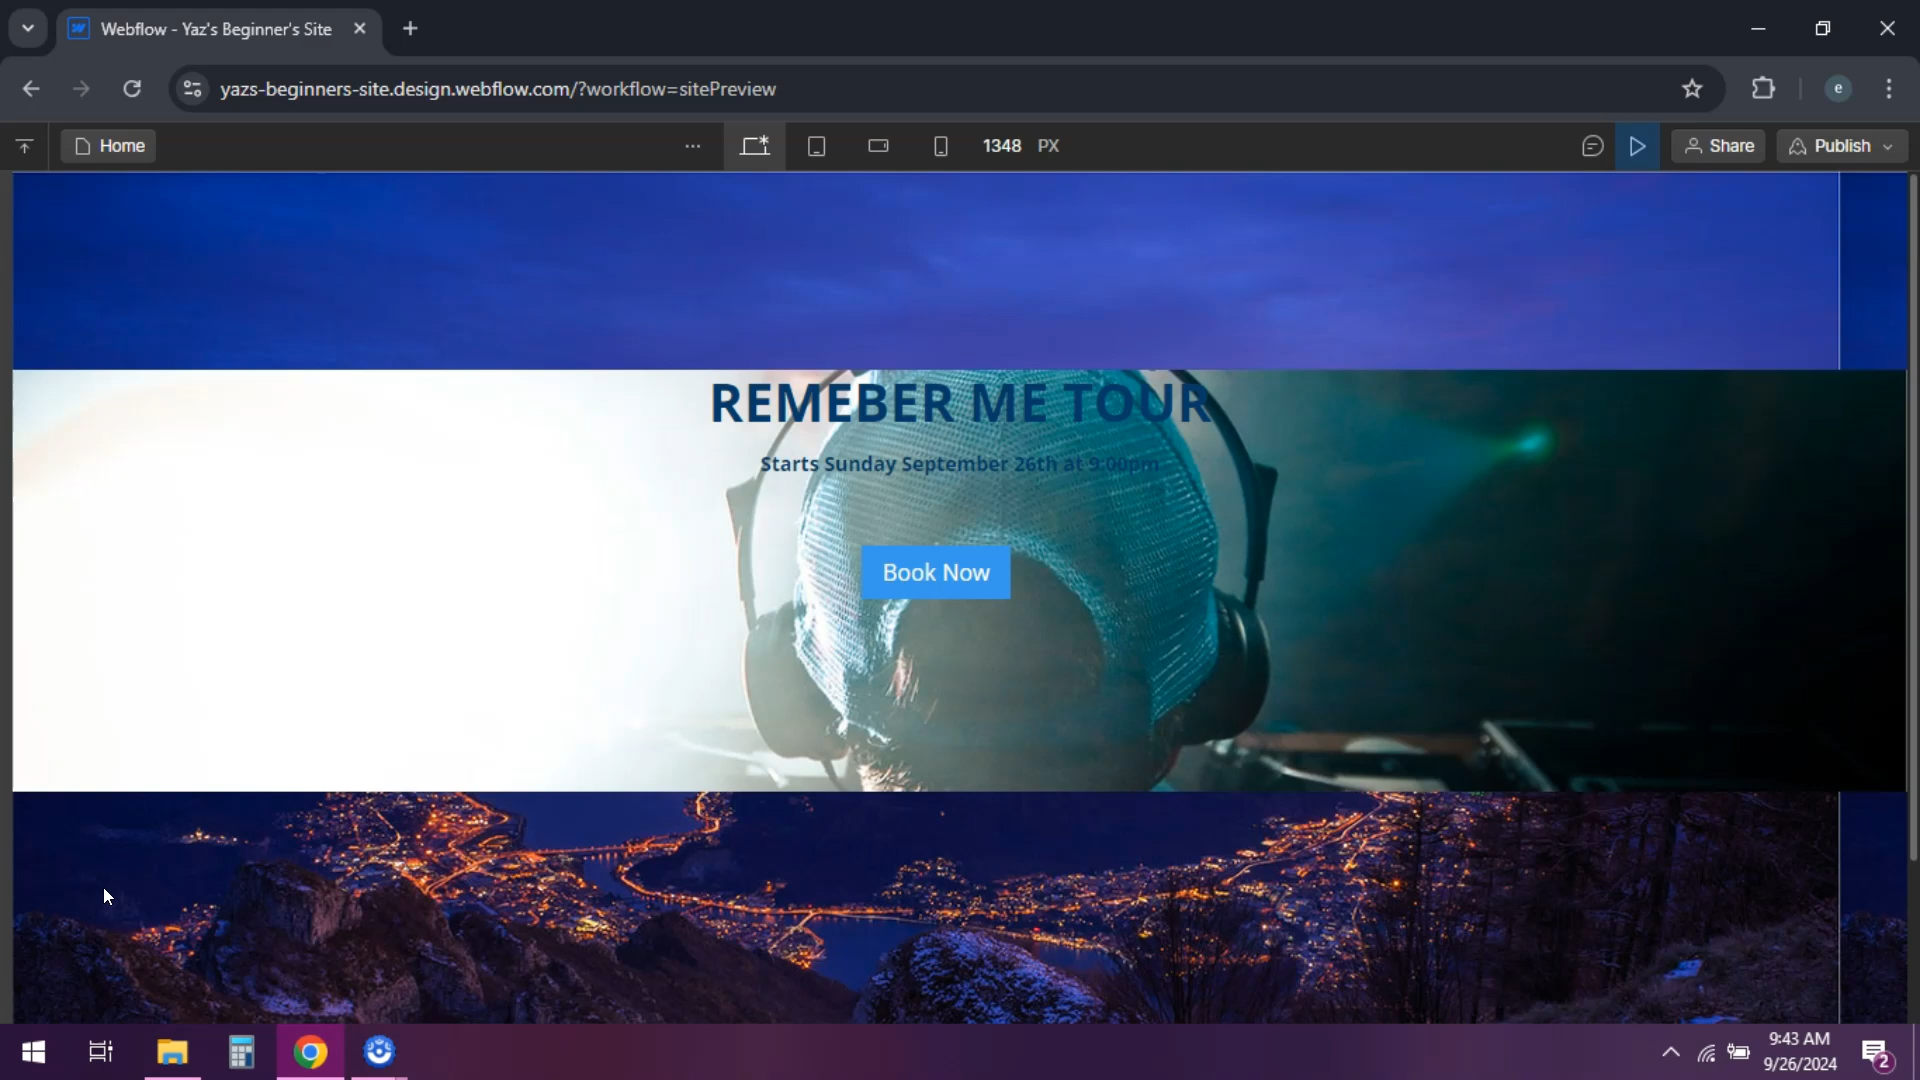 Webflow - Yaz's Beginner's Site
yazs-beginners-site.design.webflow.com/?workflow=sitePreview
e
Home
1348 PX
Share
Publish
REMEBER ME TOUR
Starts Sunday September 26th at 9:00pm
Book Now
9:43 AM
9/26/2024
2